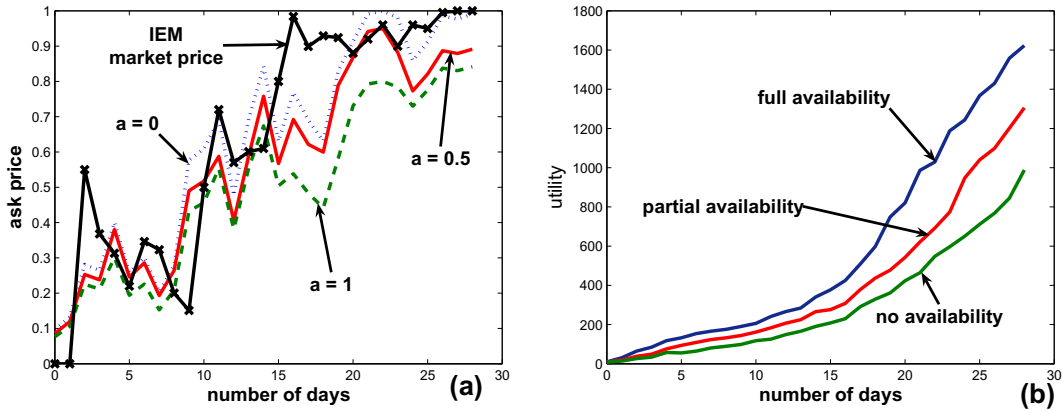 1
0.9
0.8
0.7
0.6
0.5
0.4
0.3
0.2
0.1
0
ask price
IEM
market price
a = 0
a = 0.5
a = 1
0 5 10 15 20 25 30
number of days
(a)
1800
1600
1400
1200
1000
800
600
400
200
0
utility
full availability
partial availability
no availability
0 5 10 15 20 25 30
number of days
(b)